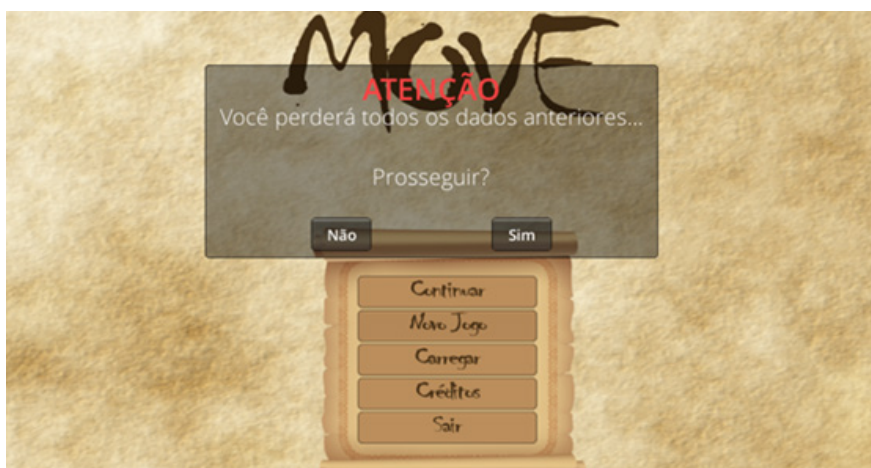 MOVE
ATENÇÃO
Você perderá todos os dados anteriores...
Prosseguir?
Não Sim
Continuar
Novo Jogo
Carregar
Créditos
Sair